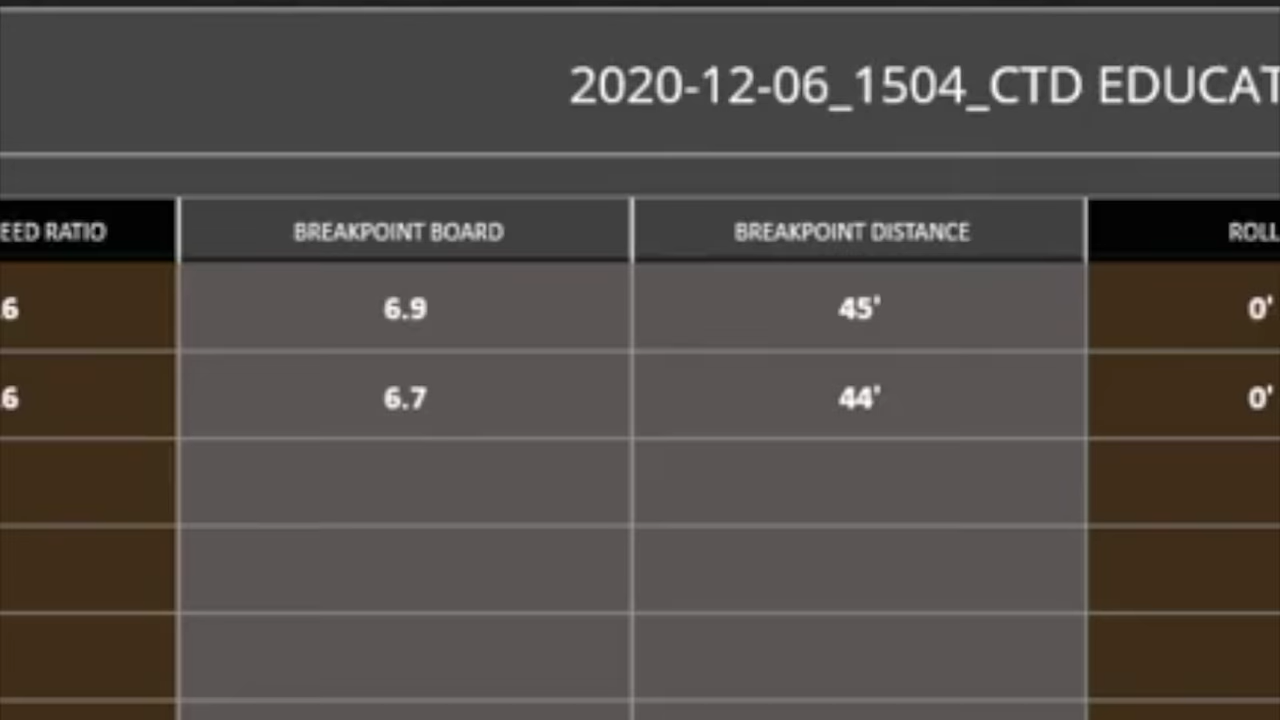 2020-12-06_1504_CTD EDUCAT
EED RATIO BREAKPOINT BOARD BREAKPOINT DISTANCE ROLL
.6 6.9 45' 0'
.6 6.7 44' 0'